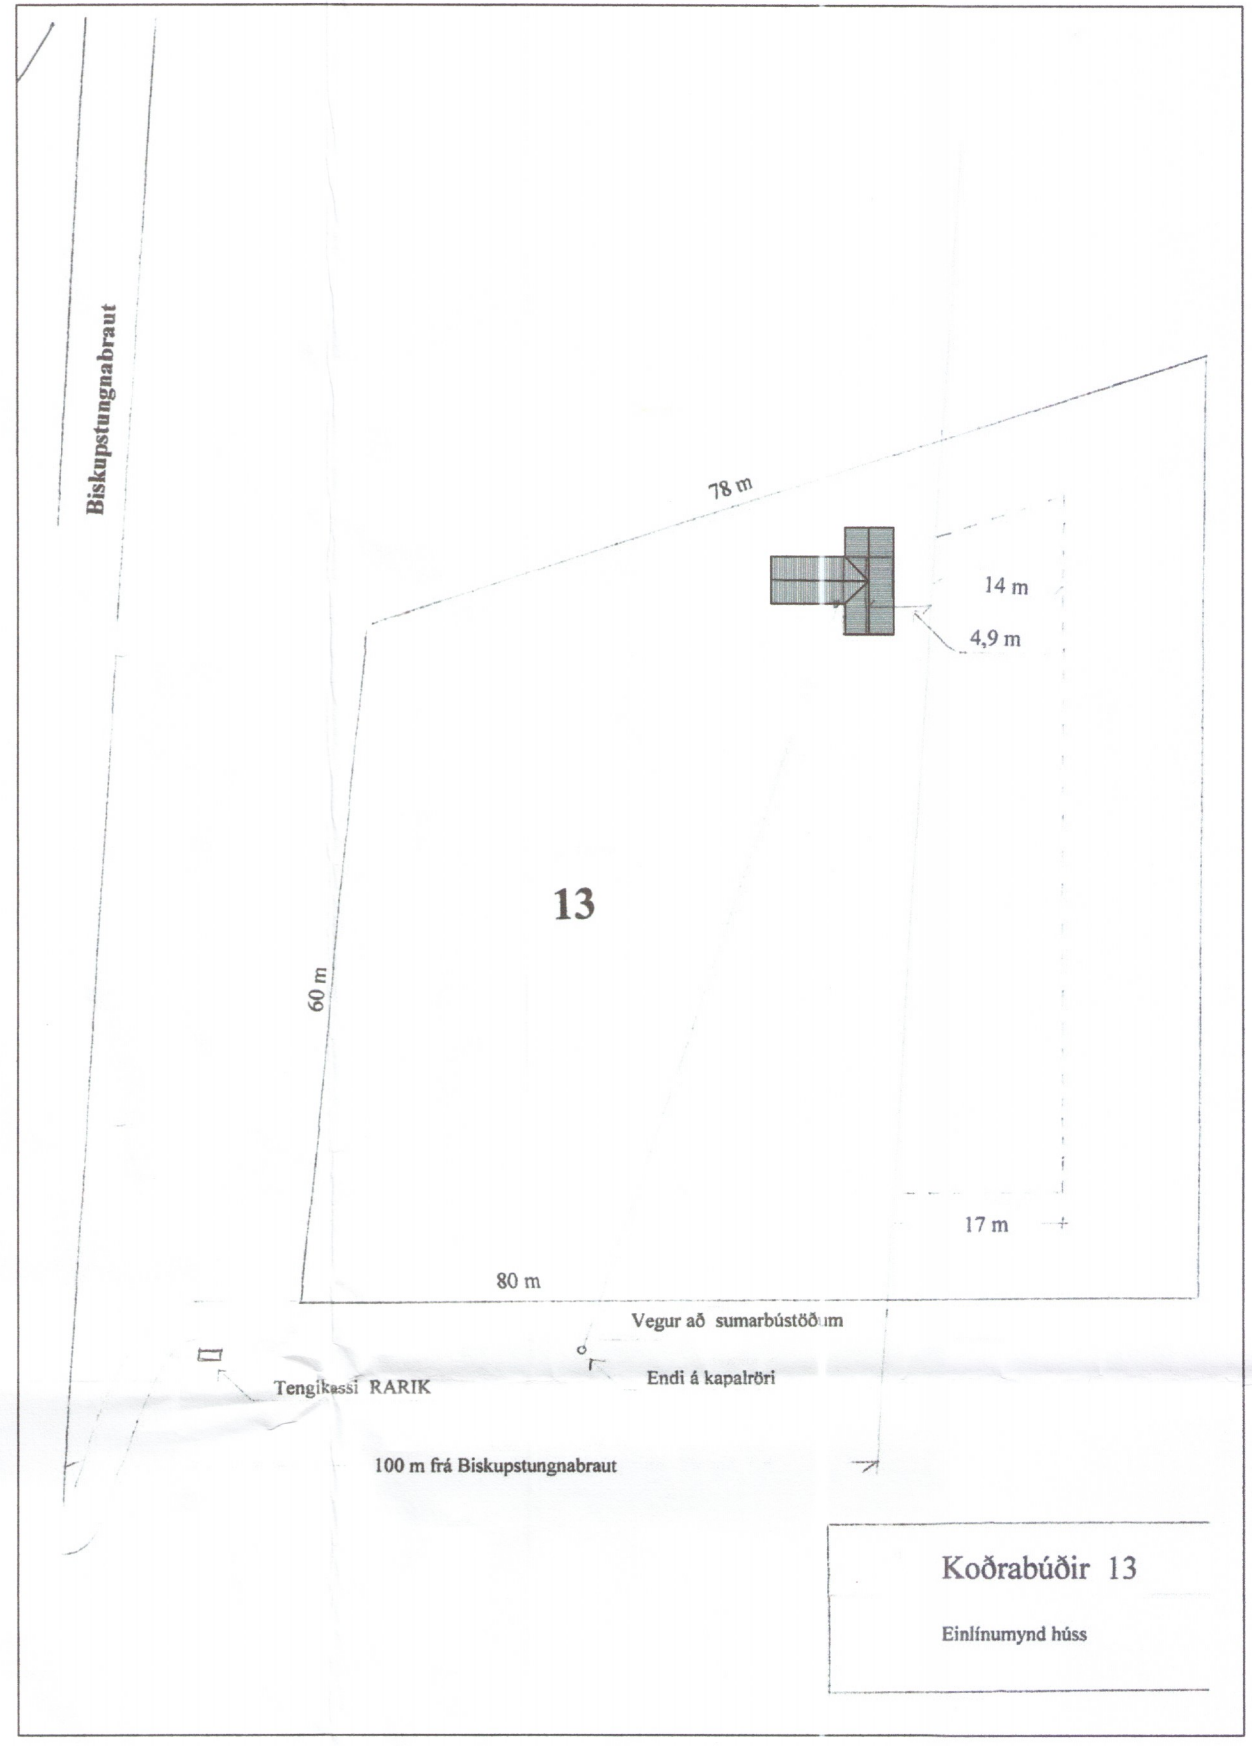 Biskupstungnabraut
78 m
14 m
4,9 m
13
60 m
17 m
80 m
Vegur að sumarbústöðum
Endi á kapalröri
Tengikassi RARIK
100 m frá Biskupstungnabraut
Koðrabúðir 13
Einlínumynd húss